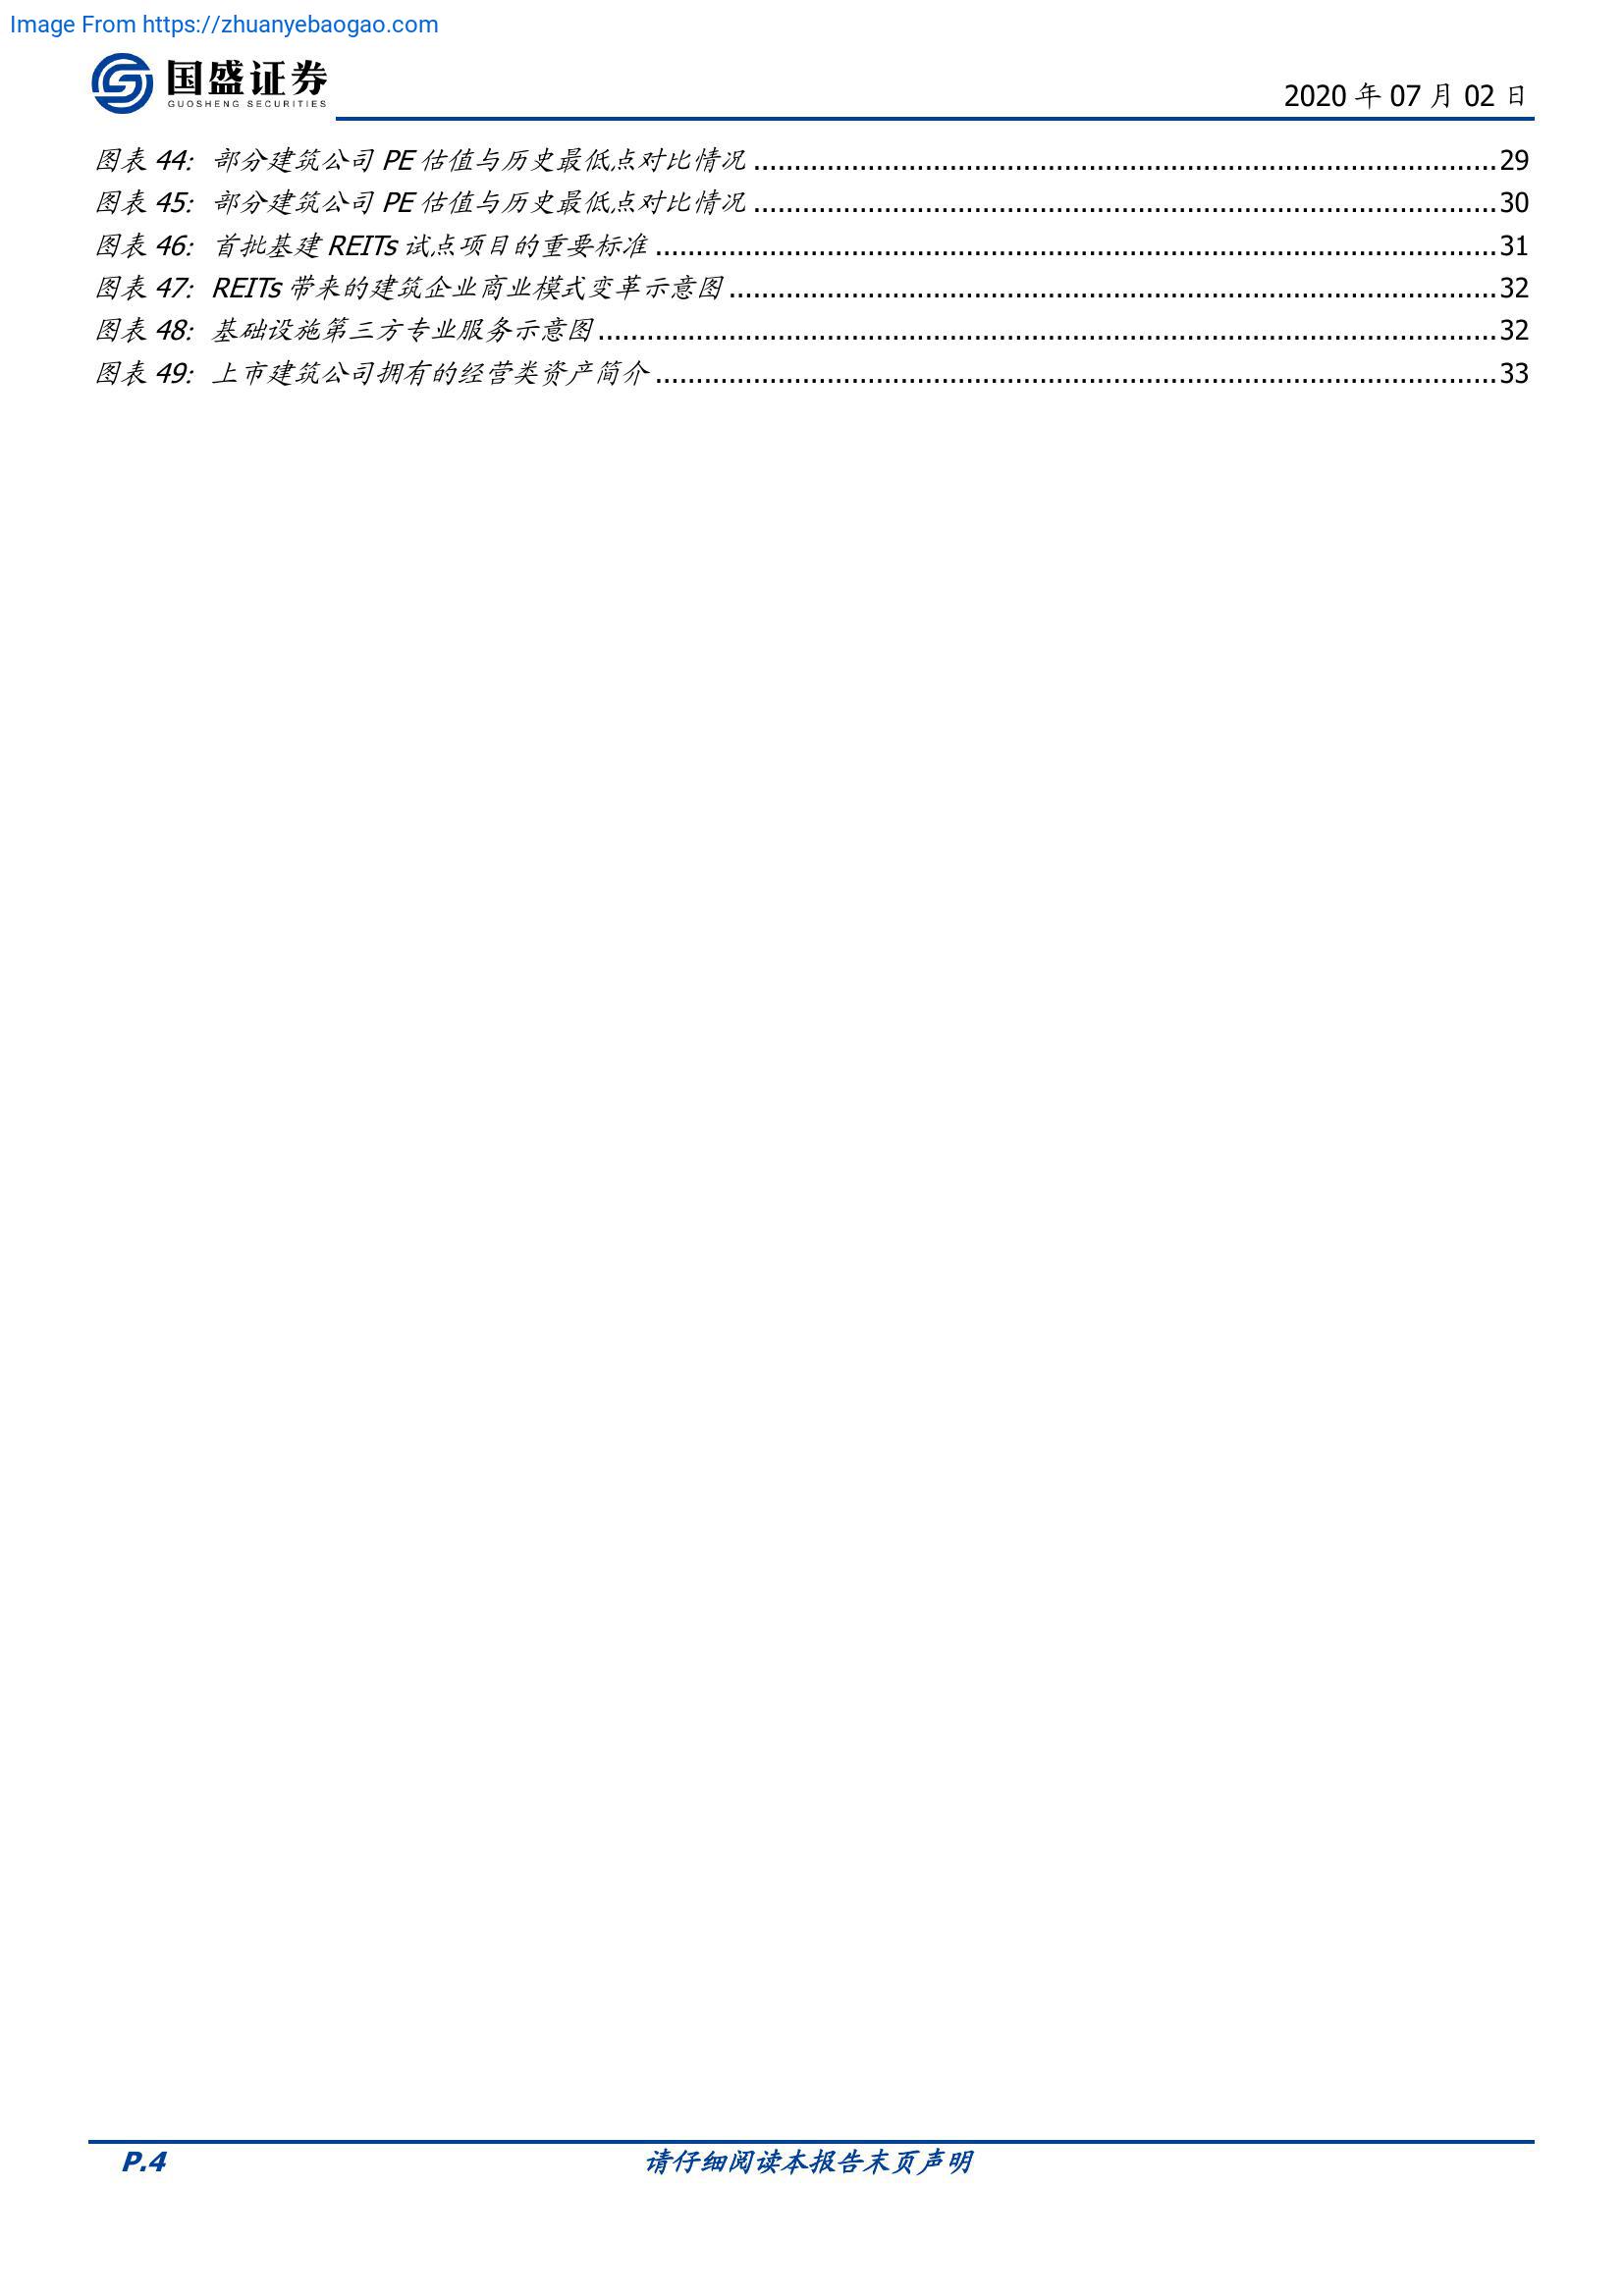 Image From https://zhuanyebaogao.com
国盛证券
GUOSHENG SECURITIES
2020 年 07 月 02 日
图表 44：部分建筑公司 PE 估值与历史最低点对比情况 ........................................ 29
图表 45：部分建筑公司 PE 估值与历史最低点对比情况 ........................................ 30
图表 46：首批基建 REITs 试点项目的重要标准 ........................................ 31
图表 47：REITs 带来的建筑企业商业模式变革示意图 ........................................ 32
图表 48：基础设施第三方专业服务示意图 ........................................ 32
图表 49：上市建筑公司拥有的经营类资产简介 ........................................ 33
P.4
请仔细阅读本报告末页声明